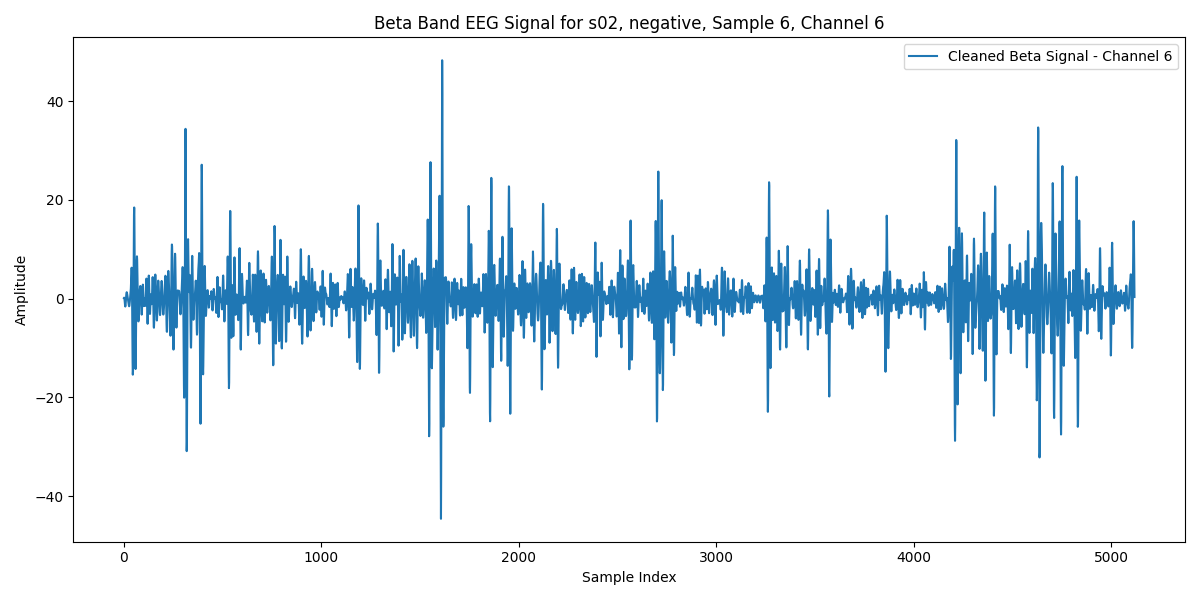 Beta Band EEG Signal for s02, negative, Sample 6, Channel 6
Cleaned Beta Signal - Channel 6
Amplitude
40
20
0
−20
−40
0 1000 2000 3000 4000 5000
Sample Index